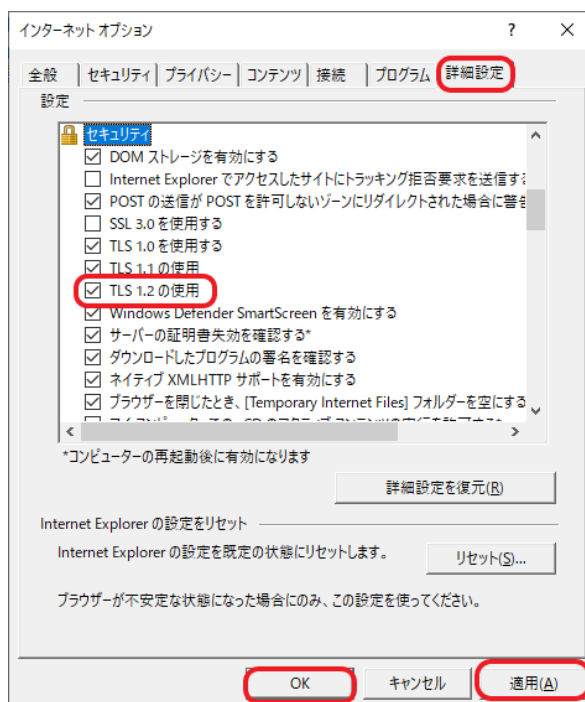 インターネット オプション
? ×
全般 セキュリティ プライバシー コンテンツ 接続 プログラム 詳細設定
設定
セキュリティ
DOM ストレージを有効にする
Internet Explorer でアクセスしたサイトにトラッキング拒否要求を送信す
POST の送信が POST を許可しないゾーンにリダイレクトされた場合に警告
SSL 3.0 を使用する
TLS 1.0 を使用する
TLS 1.1 の使用
TLS 1.2 の使用
Windows Defender SmartScreen を有効にする
サーバーの証明書失効を確認する*
ダウンロードしたプログラムの署名を確認する
ネイティブ XMLHTTP サポートを有効にする
ブラウザーを閉じたとき、[Temporary Internet Files] フォルダーを空にする
*コンピューターの再起動後に有効になります
詳細設定を復元(R)
Internet Explorer の設定をリセット
Internet Explorer の設定を既定の状態にリセットします。
リセット(S)...
ブラウザーが不安定な状態になった場合にのみ、この設定を使ってください。
OK キャンセル 適用(A)